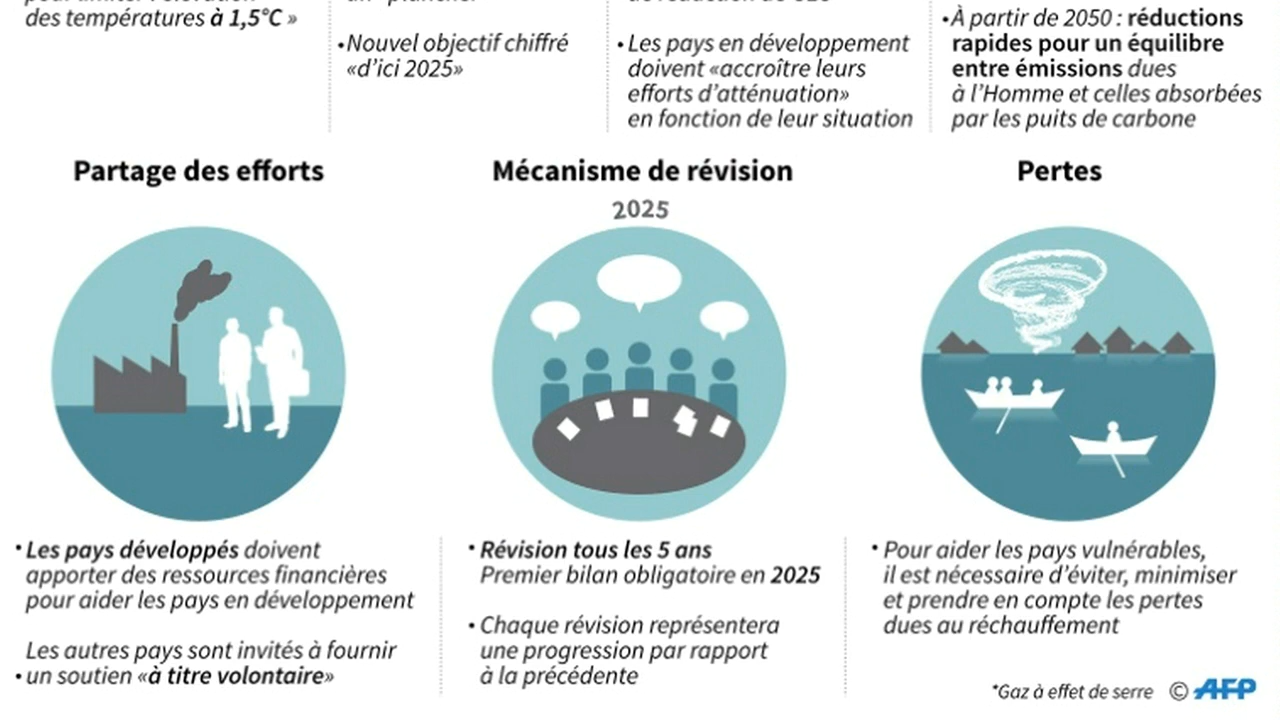 des températures à 1,5°C »
•Nouvel objectif chiffré
«d’ici 2025»
•Les pays en développement
doivent «accroître leurs
efforts d’atténuation»
en fonction de leur situation
•À partir de 2050 : réductions
rapides pour un équilibre
entre émissions dues
à l’Homme et celles absorbées
par les puits de carbone
Partage des efforts
•Les pays développés doivent
apporter des ressources financières
pour aider les pays en développement
Les autres pays sont invités à fournir
•un soutien «à titre volontaire»
Mécanisme de révision
2025
•Révision tous les 5 ans
Premier bilan obligatoire en 2025
•Chaque révision représentera
une progression par rapport
à la précédente
Pertes
•Pour aider les pays vulnérables,
il est nécessaire d’éviter, minimiser
et prendre en compte les pertes
dues au réchauffement
*Gaz à effet de serre © AFP